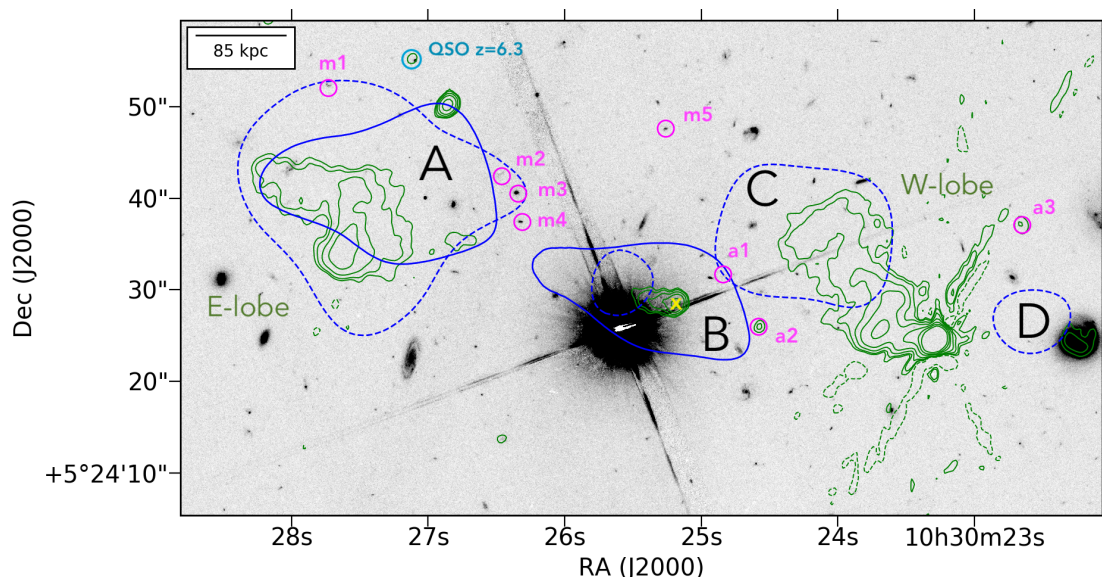 85 kpc
QSO z=6.3
m1
50"
m5
A
m2
C
W-lobe
m3
40"
a3
m4
a1
x
30"
E-lobe
B
D
a2
20"
+5°24'10"
28s
27s
26s
25s
24s
10h30m23s
RA (J2000)
Dec (J2000)